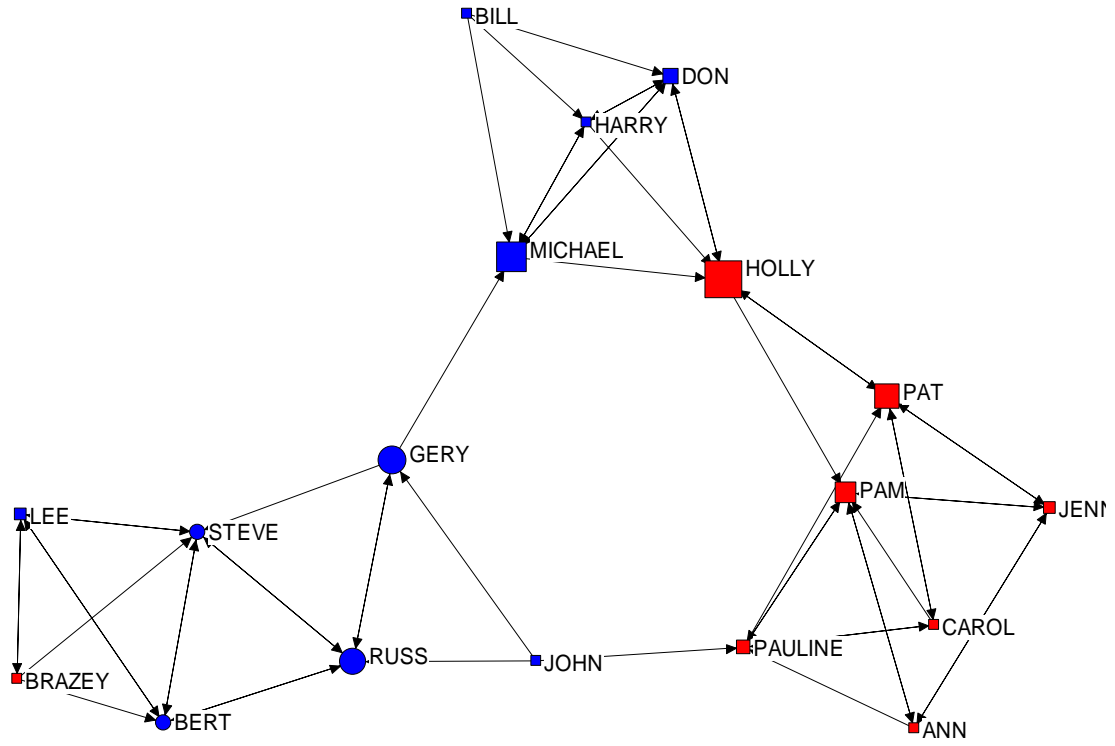 BILL
DON
HARRY
MICHAEL
HOLLY
PAT
GERY
PAM
LEE
STEVE
JENN
CAROL
PAULINE
RUSS
JOHN
BRAZEY
BERT
ANN